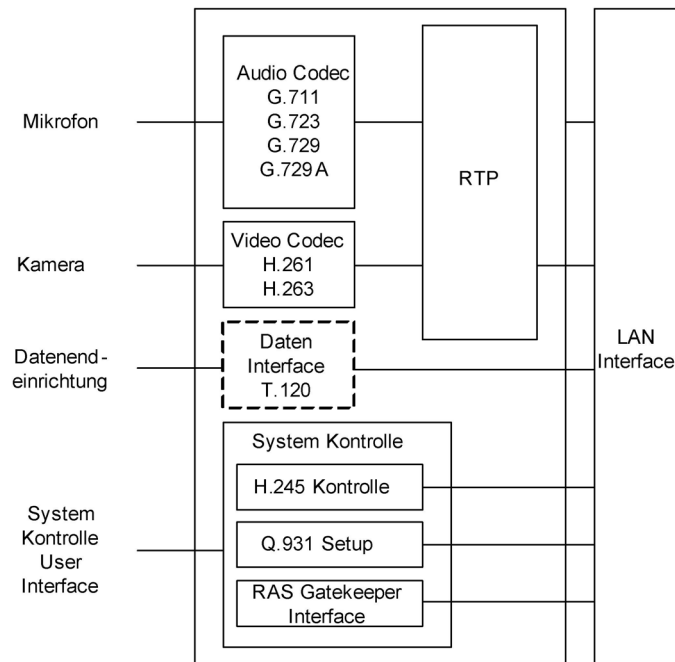 Mikrofon
Audio Codec
G.711
G.723
G.729
G.729A
RTP
Kamera
Video Codec
H.261
H.263
Datenend-
einrichtung
Daten
Interface
T.120
LAN
Interface
System
Kontrolle
User
Interface
System Kontrolle
H.245 Kontrolle
Q.931 Setup
RAS Gatekeeper
Interface